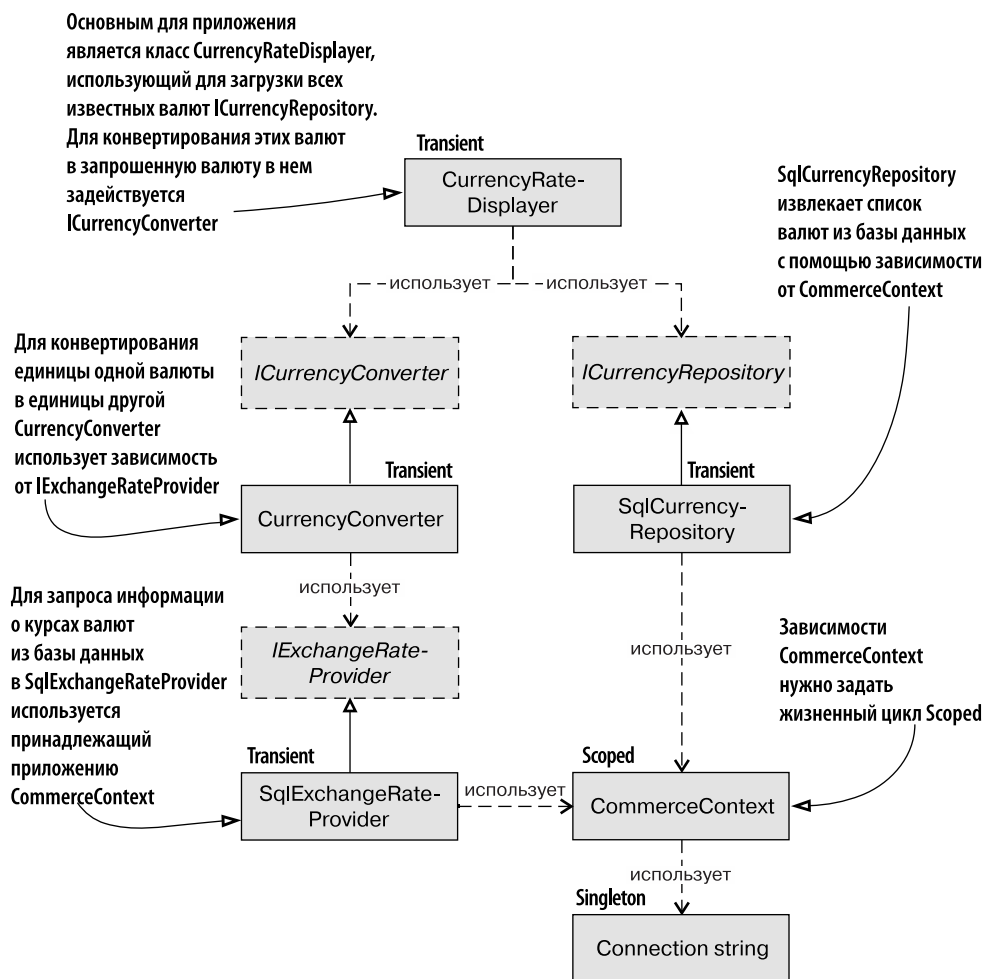 Основным для приложения
является класс CurrencyRateDisplayer,
использующий для загрузки всех
известных валют ICurrencyRepository.
Для конвертирования этих валют
в запрошенную валюту в нем
задействуется
ICurrencyConverter
Transient
CurrencyRate-
Displayer
SqlCurrencyRepository
извлекает список
валют из базы данных
с помощью зависимости
от CommerceContext
использует
использует
Для конвертирования
единицы одной валюты
в единицы другой
CurrencyConverter
использует зависимость
от IExchangeRateProvider
ICurrencyConverter
ICurrencyRepository
Transient
CurrencyConverter
Transient
SqlCurrency-
Repository
использует
Для запроса информации
о курсах валют
из базы данных
в SqlExchangeRateProvider
используется
принадлежащий
приложению
CommerceContext
IExchangeRate-
Provider
использует
Зависимости
CommerceContext
нужно задать
жизненный цикл Scoped
Transient
SqlExchangeRate-
Provider
использует
Scoped
CommerceContext
использует
Singleton
Connection string